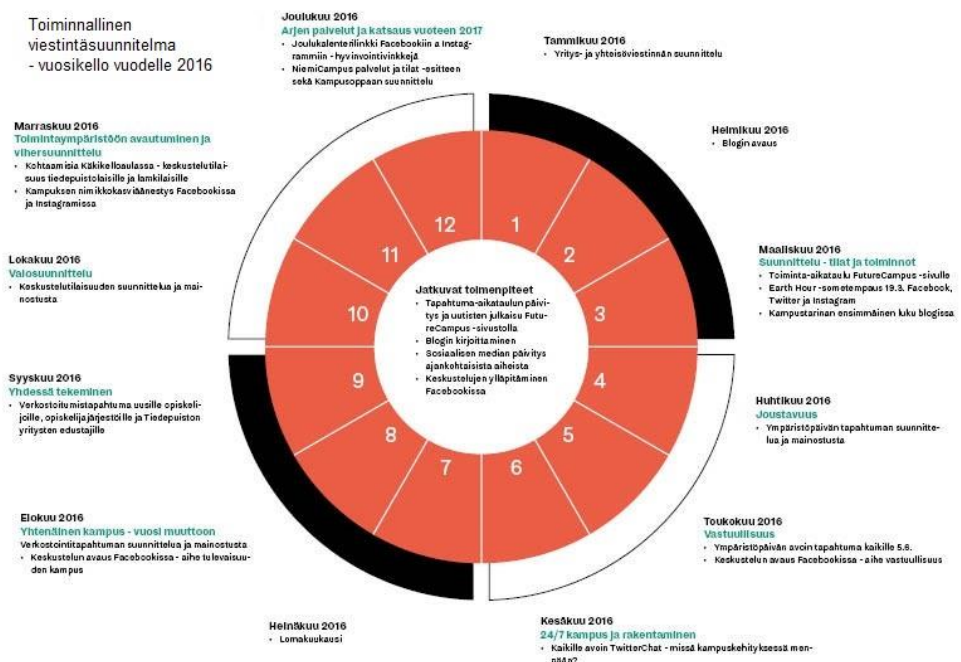 Toiminnallinen
viestintäsuunnitelma
- vuosikello vuodelle 2016
Joulukuu 2016
Arjen palvelut ja katsaus vuoteen 2017
• Joulukalenterilinkki Facebookiin a Instag-
rammiin - hyvinvointivinkkejä
• NiemiCampus palvelut ja tilat -esitteen
sekä Kampusoppaan suunnittelu
Tammikuu 2016
• Yritys- ja yhteisöviestinnän suunnittelu
Helmikuu 2016
• Blogin avaus
Maaliskuu 2016
Suunnittelu - tilat ja toiminnot
• Toiminta-aikataulu FutureCampus -sivulle
• Earth Hour -sometempaus 19.3. Facebook,
Twitter ja Instagram
• Kampustarinan ensimmäinen luku blogissa
Huhtikuu 2016
Joustavuus
• Ympäristöpäivän tapahtuman suunnitte-
lua ja mainostusta
Toukokuu 2016
Vastuullisuus
• Ympäristöpäivän avoin tapahtuma kaikille 5.6.
• Keskustelun avaus Facebookissa - aihe vastuullisuus
Kesäkuu 2016
24/7 kampus ja rakentaminen
• Kaikille avoin TwitterChat - missä kampuskehityksessä men-
nään?
Heinäkuu 2016
• Lomakuukausi
Elokuu 2016
Yhtenäinen kampus - vuosi muuttoon
Verkostointitapahtuman suunnittelua ja mainostusta
• Keskustelun avaus Facebookissa - aihe tulevaisuu-
den kampus
Syyskuu 2016
Yhdessä tekeminen
• Verkostoitumistapahtuma uusille opiskeli-
joille, opiskelijajärjestöille ja Tiedepuiston
yritysten edustajille
Lokakuu 2016
Valosuunnittelu
• Keskustelutilaisuuden suunnittelua ja mai-
nostusta
Marraskuu 2016
Toimintaympäristöön avautuminen ja
vihersuunnittelu
• Kohtaamisia Käkikelloaulassa - keskustelutilai-
suus tiedepuistolaisille ja lamkilaisille
• Kampuksen nimikkokasviäänestys Facebookissa
ja Instagramissa
12
1
2
3
4
5
6
7
8
9
10
11
Jatkuvat toimenpiteet
• Tapahtuma-aikataulun päivi-
tys ja uutisten julkaisu Futu-
reCampus -sivustolla
• Blogin kirjoittaminen
• Sosiaalisen median päivitys
ajankohtaisista aiheista
• Keskustelujen ylläpitäminen
Facebookissa